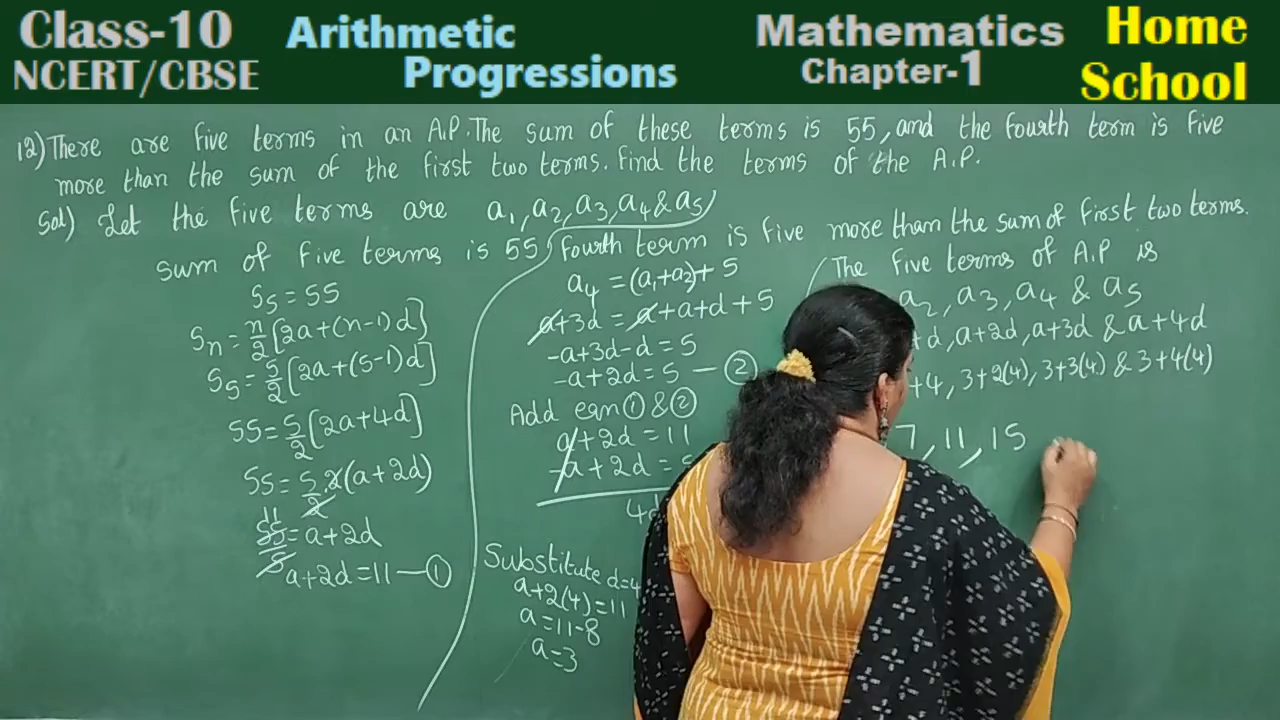 Class-10
NCERT/CBSE
Arithmetic
Progressions
Mathematics
Chapter-1
Home
School
12) There are five terms in an A.P. The sum of these terms is 55, and the fourth term is five
more than the sum of the first two terms. Find the terms of the A.P.
Sol) Let the five terms are a₁, a₂, a₃, a₄ & a₅
Sum of five terms is 55
S₅ = 55
Sn = n/2 [2a+(n-1)d]
S₅ = 5/2 [2a+(5-1)d]
55 = 5/2 [2a+4d]
55 = 5/2 2(a+2d)
11
55/5 = a+2d
a+2d = 11 — ①
Fourth term is five more than the sum of first two terms.
a₄ = (a₁+a₂)+5
a+3d = a+a+d+5
-a+3d-d = 5
-a+2d = 5 — ②
Add eqn ① & ②
a+2d = 11
-a+2d =
4d
Substitute d=4
a+2(4) = 11
a = 11-8
a = 3
The five terms of A.P is
a₂, a₃, a₄ & a₅
+d, a+2d, a+3d & a+4d
+4, 3+2(4), 3+3(4) & 3+4(4)
7, 11, 15